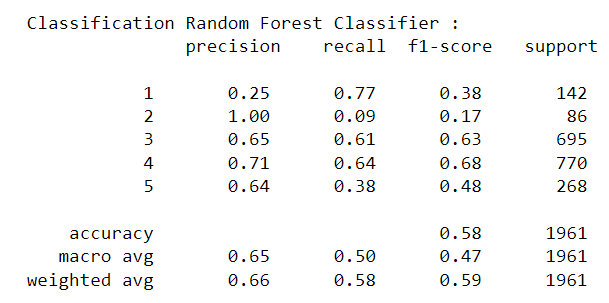 Classification Random Forest Classifier :
precision recall f1-score support
1 0.25 0.77 0.38 142
2 1.00 0.09 0.17 86
3 0.65 0.61 0.63 695
4 0.71 0.64 0.68 770
5 0.64 0.38 0.48 268
accuracy 0.58 1961
macro avg 0.65 0.50 0.47 1961
weighted avg 0.66 0.58 0.59 1961